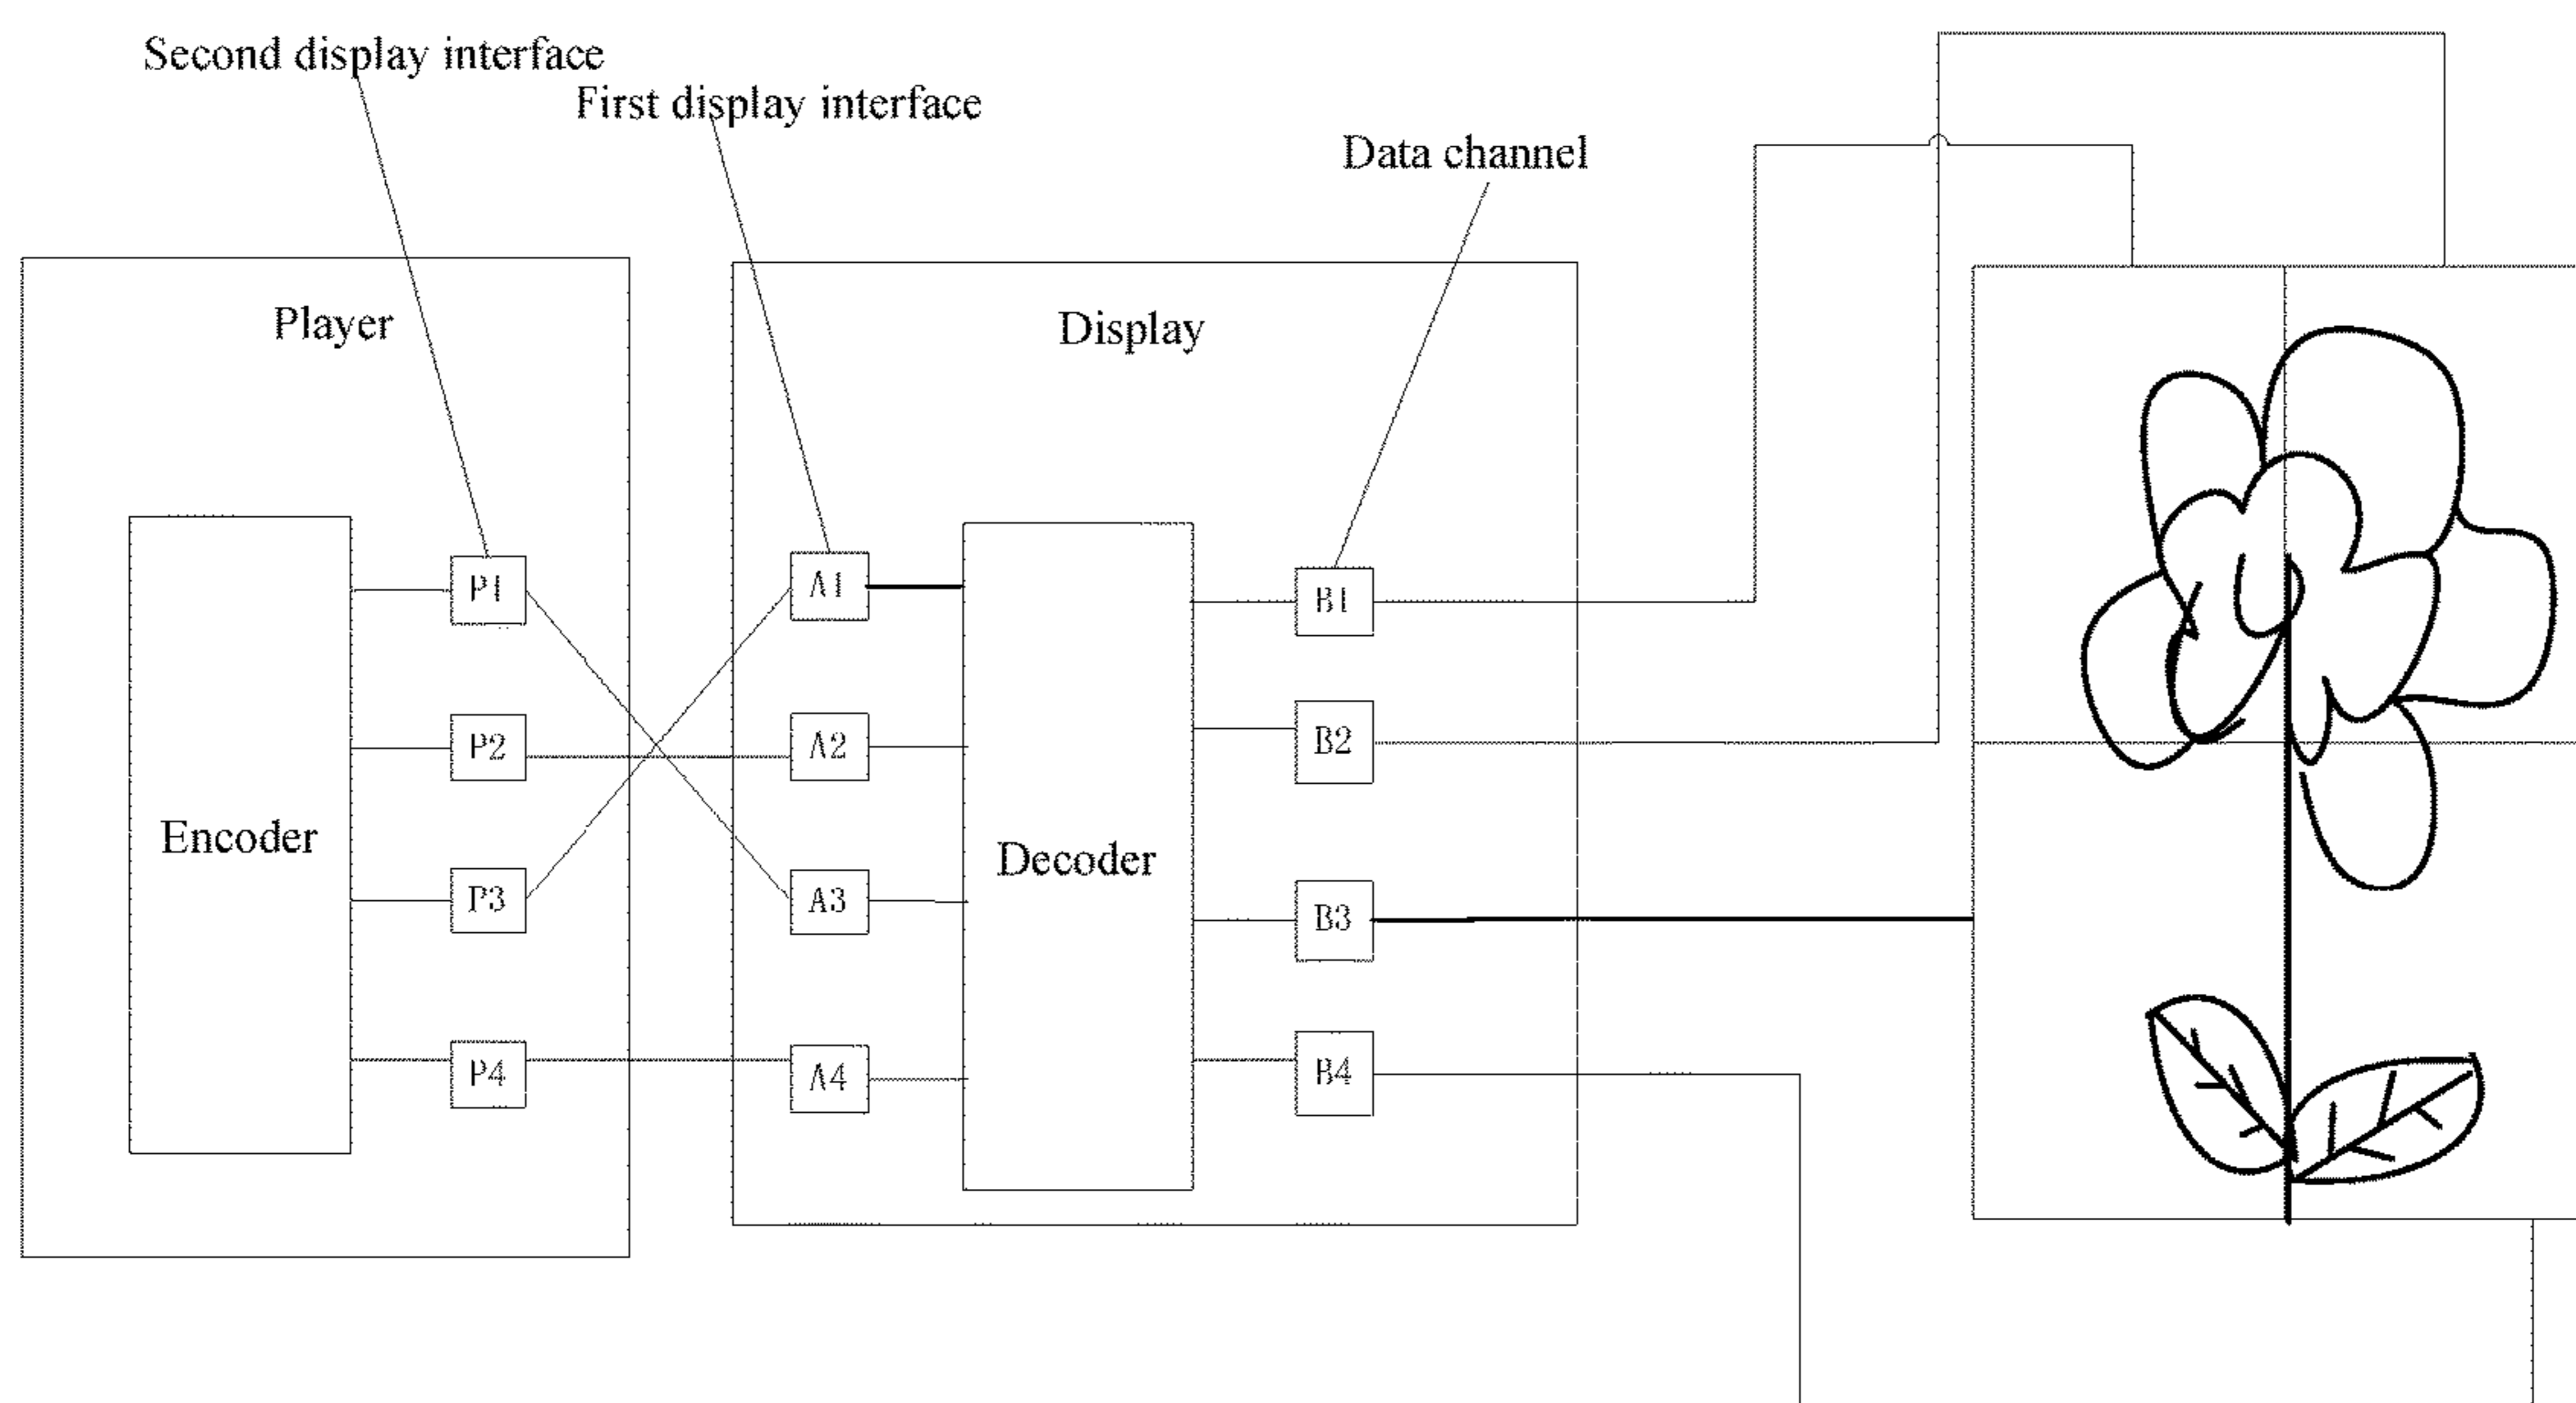 Second display interface
First display interface
Data channel
Player
Display
P1
A1
B1
P2
A2
B2
Encoder
Decoder
P3
A3
B3
P4
A4
B4